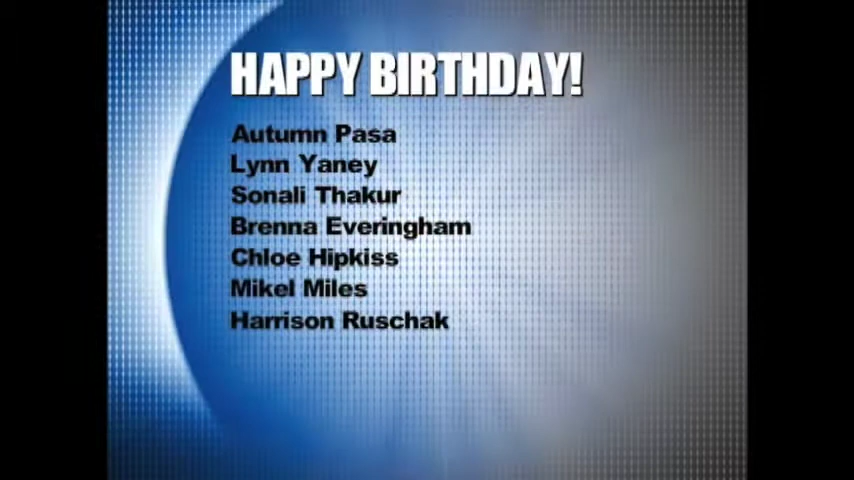 HAPPY BIRTHDAY!
Autumn Pasa
Lynn Yaney
Sonali Thakur
Brenna Everingham
Chloe Hipkiss
Mikel Miles
Harrison Ruschak